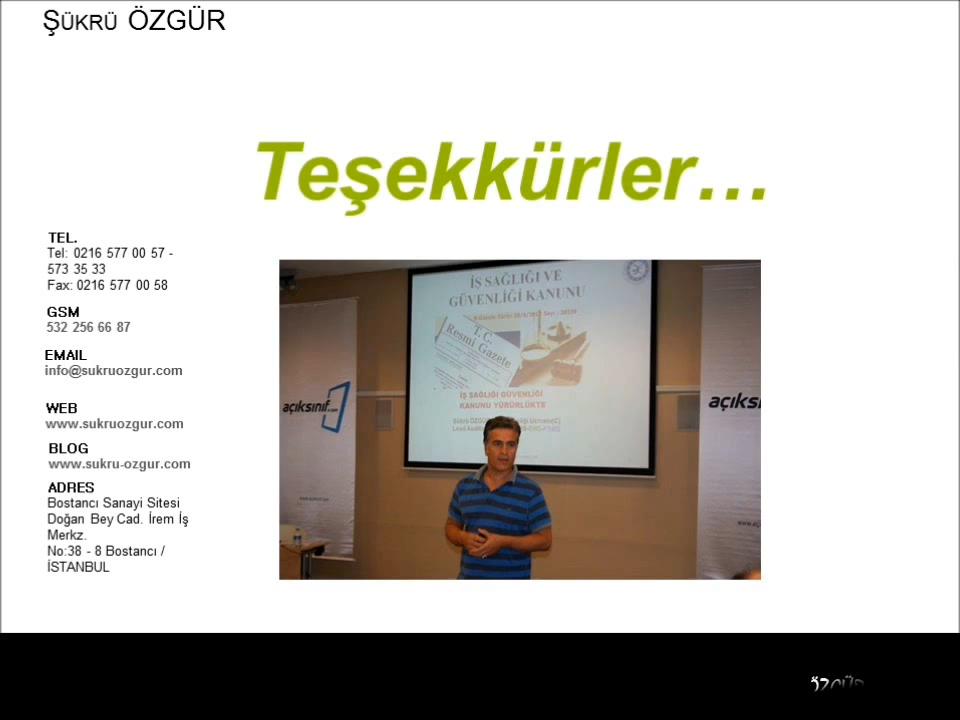 ŞÜKRÜ ÖZGÜR
Teşekkürler…
TEL.
Tel: 0216 577 00 57 -
573 35 33
Fax: 0216 577 00 58
GSM
532 256 66 87
EMAIL
info@sukruozgur.com
WEB
www.sukruozgur.com
BLOG
www.sukru-ozgur.com
ADRES
Bostancı Sanayi Sitesi
Doğan Bey Cad. İrem İş
Merkz.
No:38 - 8 Bostancı /
İSTANBUL
İŞ SAĞLIĞI VE
GÜVENLİĞİ KANUNU
T.C.
Resmi Gazete
İŞ SAĞLIĞI GÜVENLİĞİ
KANUNU YÜRÜRLÜKTE
açıksınıf.com
açıksı
ÖZGÜR